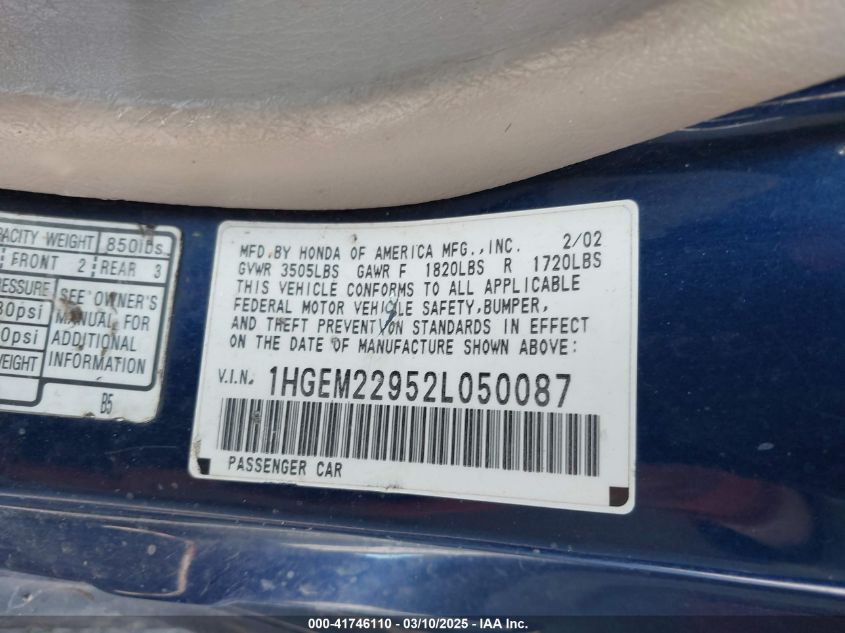 PACITY WEIGHT 850lbs.
FRONT 2 REAR 3
RESSURE
SEE OWNER'S
MANUAL FOR
ADDITIONAL
INFORMATION
0psi
0psi
WEIGHT
B5
MFD.BY HONDA OF AMERICA MFG.,INC. 2/02
GVWR 3505LBS GAWR F 1820LBS R 1720LBS
THIS VEHICLE CONFORMS TO ALL APPLICABLE
FEDERAL MOTOR VEHICLE SAFETY,BUMPER,
AND THEFT PREVENTION STANDARDS IN EFFECT
ON THE DATE OF MANUFACTURE SHOWN ABOVE:
V.I.N. 1HGEM22952L050087
PASSENGER CAR
000-41746110 - 03/10/2025 - IAA Inc.